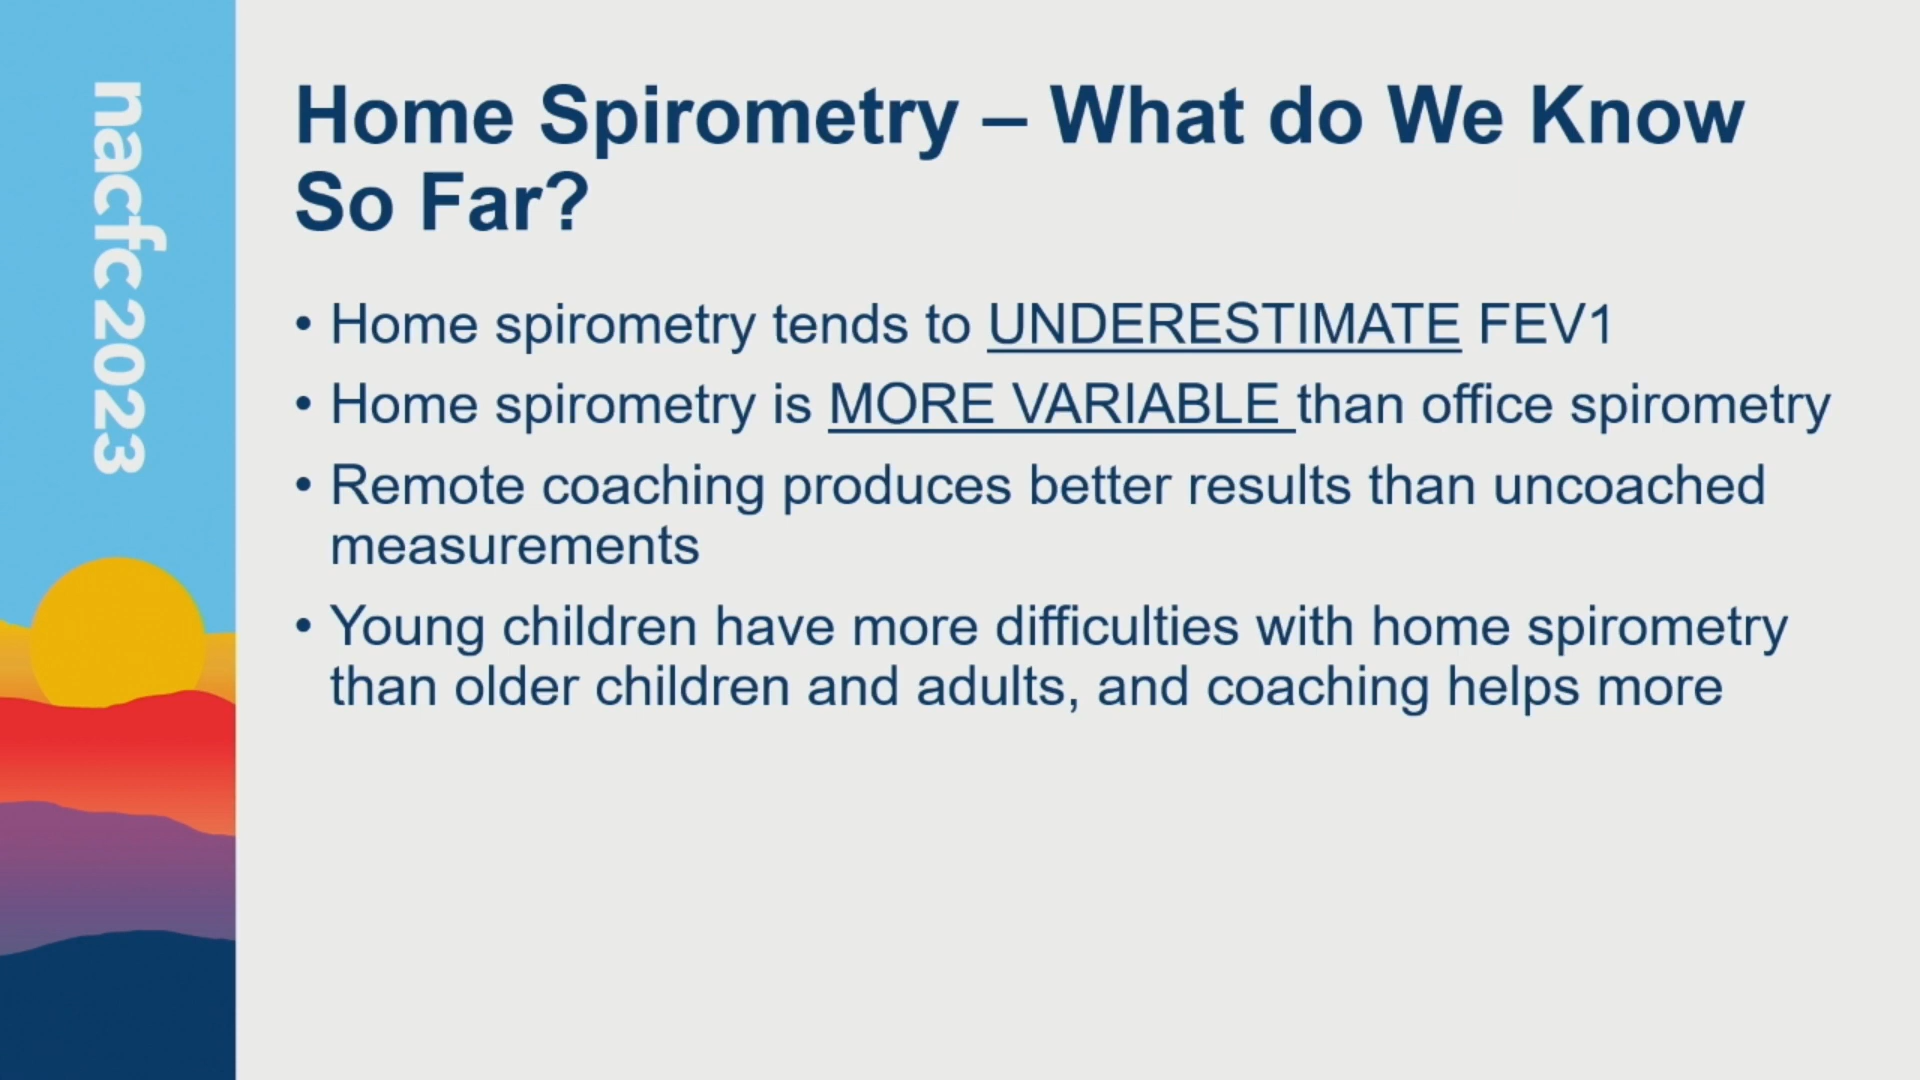 nacfc 2023
Home Spirometry – What do We Know
So Far?
• Home spirometry tends to UNDERESTIMATE FEV1
• Home spirometry is MORE VARIABLE than office spirometry
• Remote coaching produces better results than uncoached
measurements
• Young children have more difficulties with home spirometry
than older children and adults, and coaching helps more